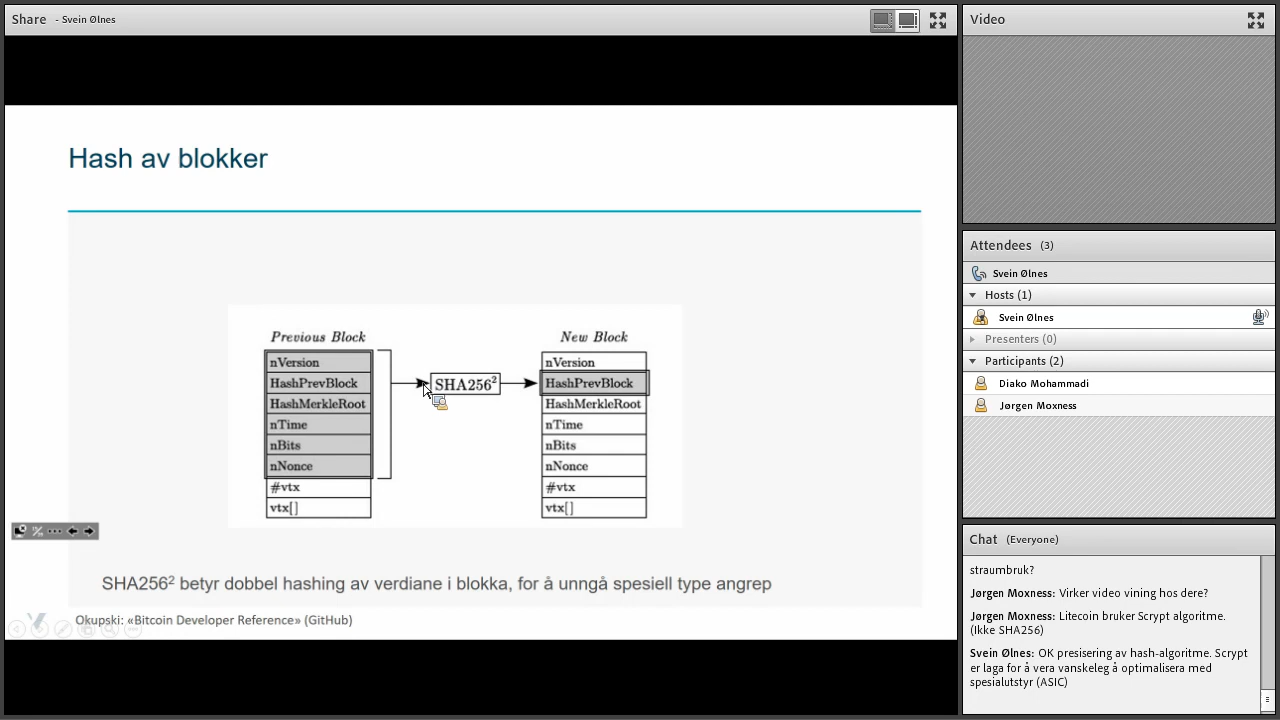 Share - Svein Ølnes
Hash av blokker
Previous Block
nVersion
HashPrevBlock
HashMerkleRoot
nTime
nBits
nNonce
#vtx
vtx[]
SHA256²
New Block
nVersion
HashPrevBlock
HashMerkleRoot
nTime
nBits
nNonce
#vtx
vtx[]
SHA256² betyr dobbel hashing av verdiane i blokka, for å unngå spesiell type angrep
Okupski: «Bitcoin Developer Reference» (GitHub)
Video
Attendees (3)
Svein Ølnes
Hosts (1)
Svein Ølnes
Presenters (0)
Participants (2)
Diako Mohammadi
Jørgen Moxness
Chat (Everyone)
straumbruk?
Jørgen Moxness: Virker video vining hos dere?
Jørgen Moxness: Litecoin bruker Scrypt algoritme.
(Ikke SHA256)
Svein Ølnes: OK presisering av hash-algoritme. Scrypt
er laga for å vera vanskeleg å optimalisera med
spesialutstyr (ASIC)